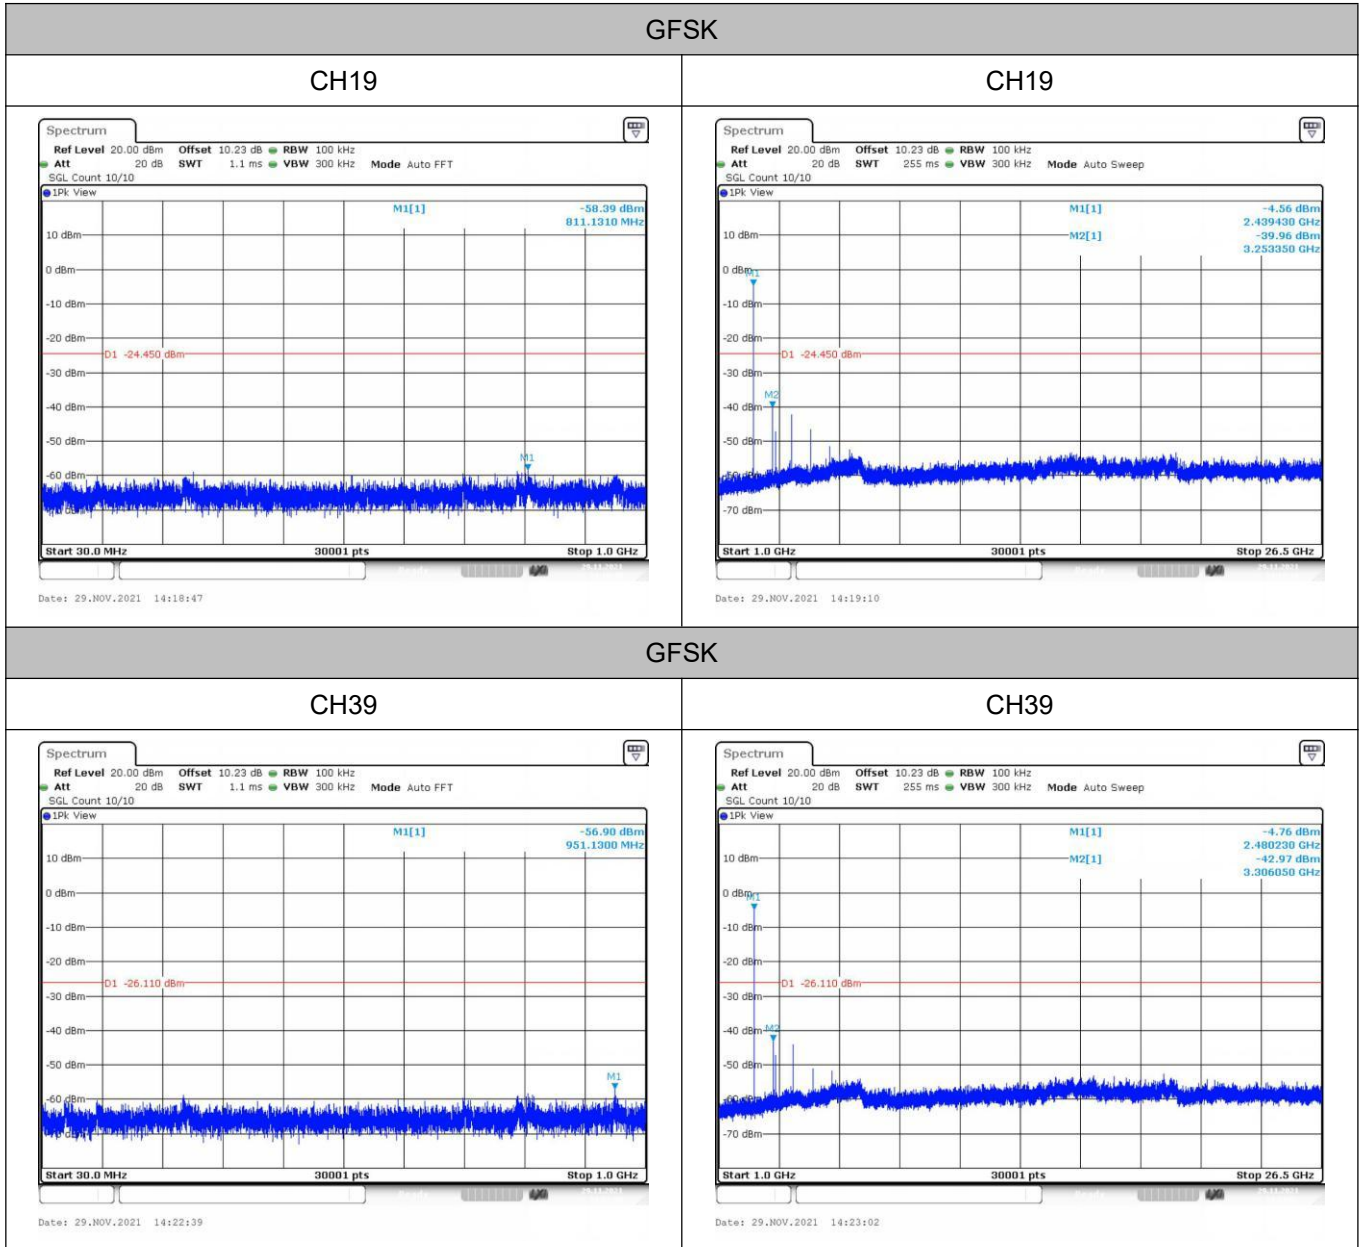 GFSK
CH19 CH19
Spectrum
Ref Level 20.00 dBm Offset 10.23 dB RBW 100 kHz
Att 20 dB SWT 1.1 ms VBW 300 kHz Mode Auto FFT
SGL Count 10/10
1Pk View
M1[1] -58.39 dBm
811.1310 MHz
10 dBm
0 dBm
-10 dBm
-20 dBm
D1 -24.450 dBm
-30 dBm
-40 dBm
-50 dBm
M1
-60 dBm
Start 30.0 MHz 30001 pts Stop 1.0 GHz
Date: 29.NOV.2021 14:18:47
Spectrum
Ref Level 20.00 dBm Offset 10.23 dB RBW 100 kHz
Att 20 dB SWT 255 ms VBW 300 kHz Mode Auto Sweep
SGL Count 10/10
1Pk View
M1[1] -4.56 dBm
2.439430 GHz
10 dBm M2[1] -39.96 dBm
3.253350 GHz
0 dBm
M1
-10 dBm
-20 dBm
D1 -24.450 dBm
-30 dBm
M2
-40 dBm
-50 dBm
-60 dBm
-70 dBm
Start 1.0 GHz 30001 pts Stop 26.5 GHz
Date: 29.NOV.2021 14:19:10
GFSK
CH39 CH39
Spectrum
Ref Level 20.00 dBm Offset 10.23 dB RBW 100 kHz
Att 20 dB SWT 1.1 ms VBW 300 kHz Mode Auto FFT
SGL Count 10/10
1Pk View
M1[1] -56.90 dBm
951.1300 MHz
10 dBm
0 dBm
-10 dBm
-20 dBm
D1 -26.110 dBm
-30 dBm
-40 dBm
-50 dBm
M1
-60 dBm
Start 30.0 MHz 30001 pts Stop 1.0 GHz
Date: 29.NOV.2021 14:22:39
Spectrum
Ref Level 20.00 dBm Offset 10.23 dB RBW 100 kHz
Att 20 dB SWT 255 ms VBW 300 kHz Mode Auto Sweep
SGL Count 10/10
1Pk View
M1[1] -4.76 dBm
2.480230 GHz
10 dBm M2[1] -42.97 dBm
3.306050 GHz
0 dBm
M1
-10 dBm
-20 dBm
D1 -26.110 dBm
-30 dBm
-40 dBm M2
-50 dBm
-60 dBm
-70 dBm
Start 1.0 GHz 30001 pts Stop 26.5 GHz
Date: 29.NOV.2021 14:23:02